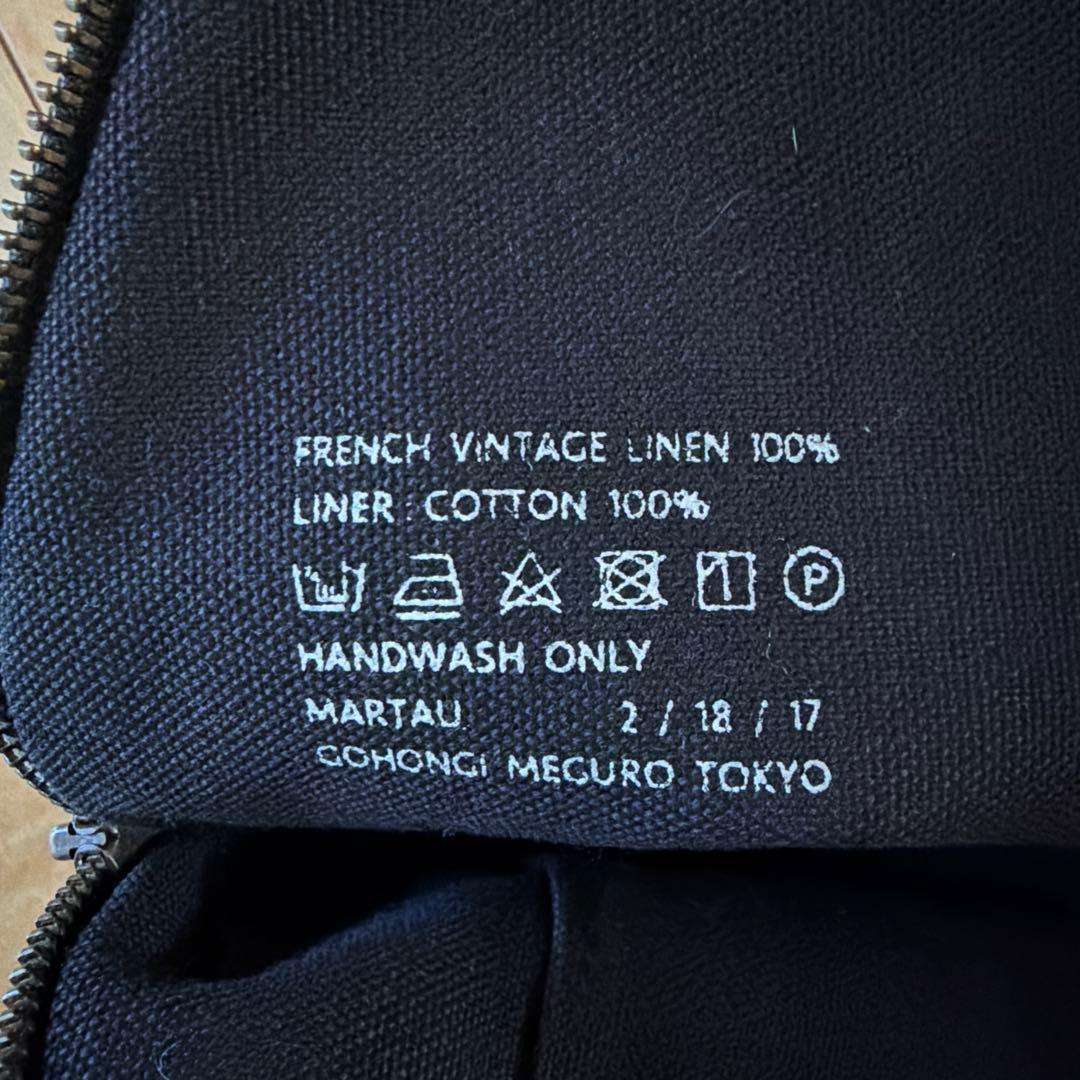 FRENCH VINTAGE LINEN 100%
LINER : COTTON 100%
P
HANDWASH ONLY
MARTAU 2 / 18 / 17
GOHONGI MEGURO TOKYO